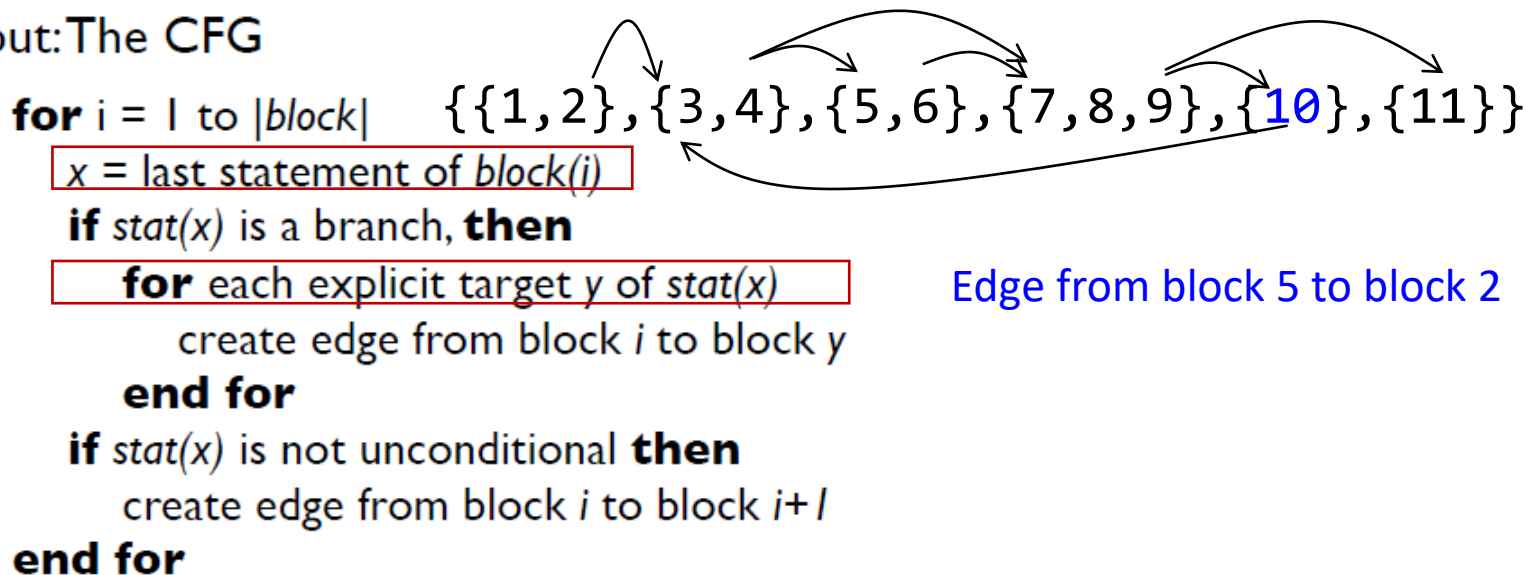 out: The CFG
for i = 1 to |block|
{{1,2},{3,4},{5,6},{7,8,9},{10},{11}}
x = last statement of block(i)
if stat(x) is a branch, then
for each explicit target y of stat(x)
Edge from block 5 to block 2
create edge from block i to block y
end for
if stat(x) is not unconditional then
create edge from block i to block i+1
end for